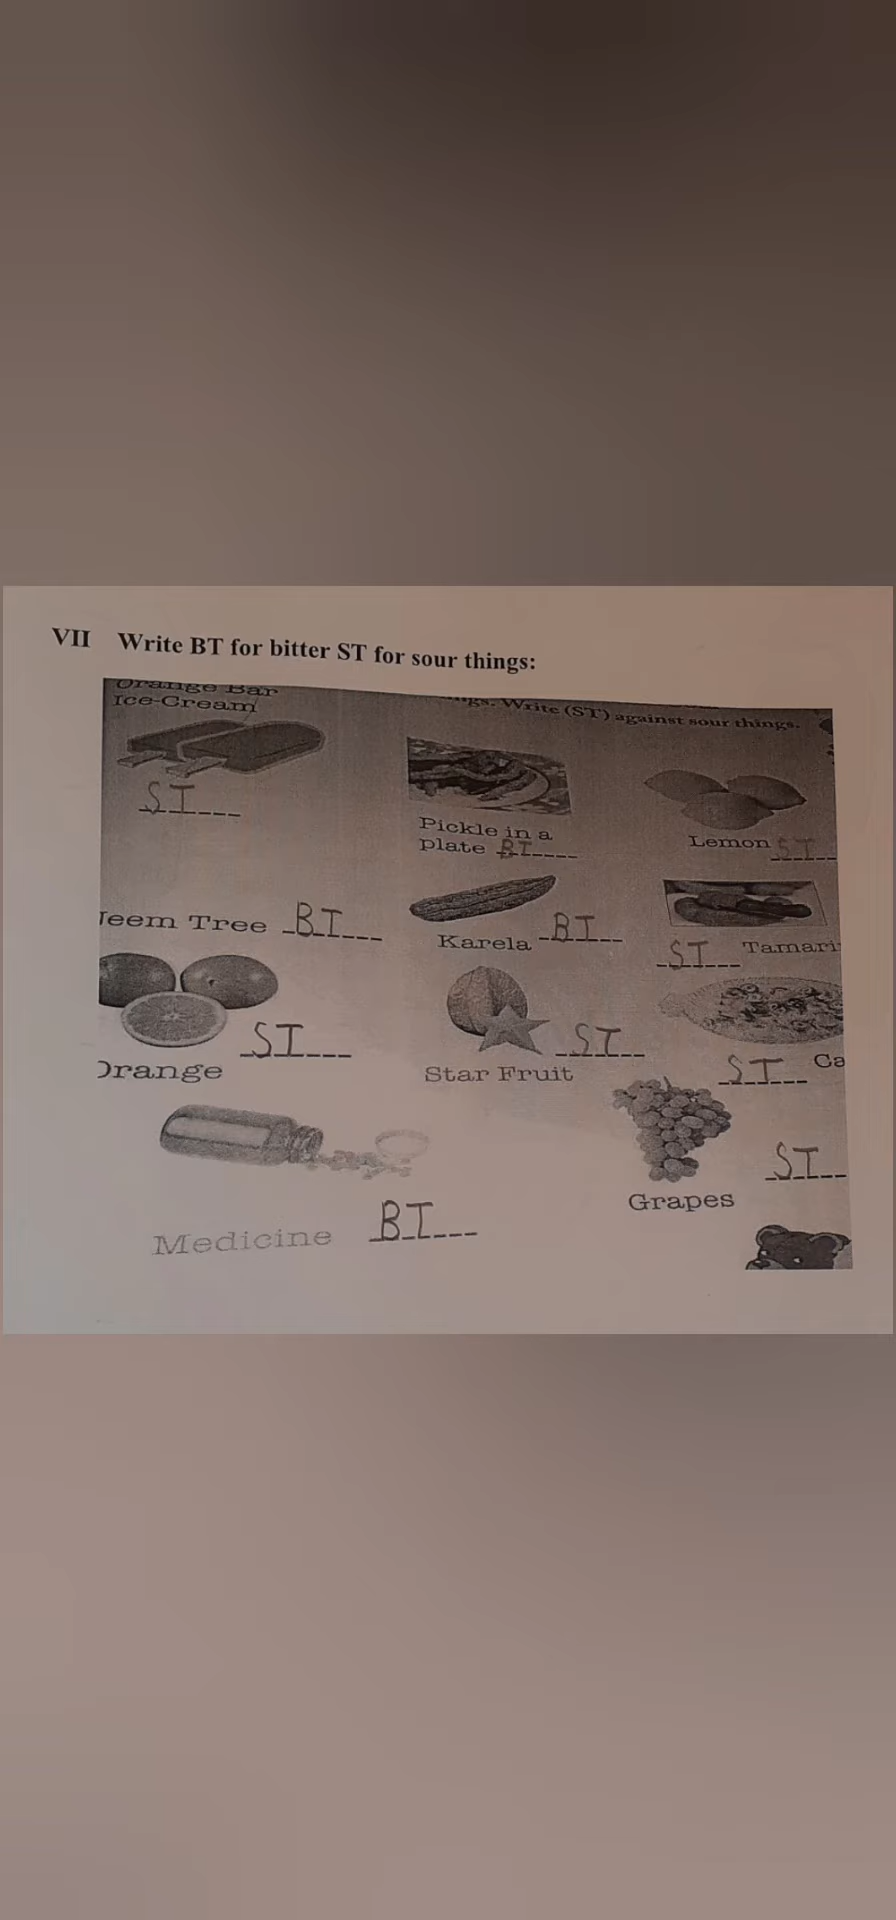 VII Write BT for bitter ST for sour things:
Orange Bar
Ice-Cream
Write (ST) against sour things.
ST
Pickle in a
plate BT
Lemon ST
Neem Tree BT
Karela BT
ST Tamari
ST
Orange
ST
Star Fruit
ST Ca
ST
Grapes
Medicine BT